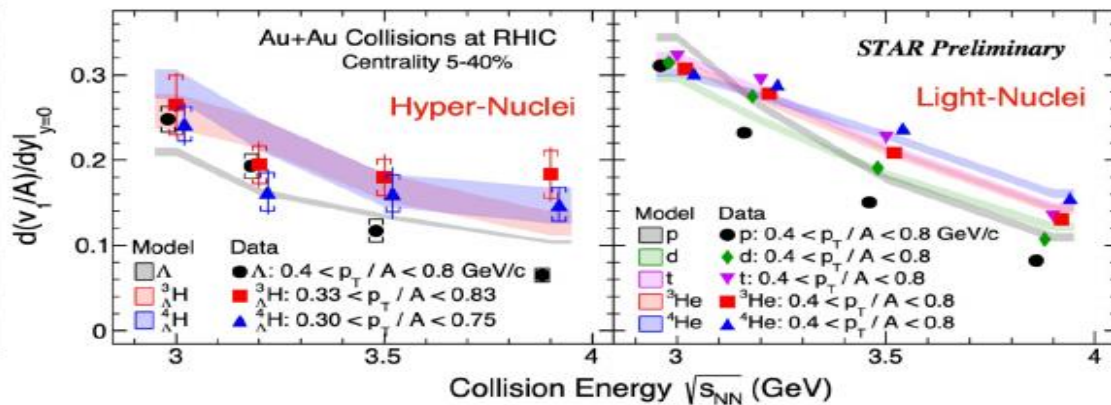 Au+Au Collisions at RHIC
Centrality 5-40%
Hyper-Nuclei
d(v₁/A)/dy|y=0
0.3
0.2
0.1
0
Model Data
Λ Λ: 0.4 < pT / A < 0.8 GeV/c
³ΛH ³ΛH: 0.33 < pT / A < 0.83
⁴ΛH ⁴ΛH: 0.30 < pT / A < 0.75
3 3.5 4
STAR Preliminary
Light-Nuclei
Model Data
p p: 0.4 < pT / A < 0.8 GeV/c
d d: 0.4 < pT / A < 0.8
t t: 0.4 < pT / A < 0.8
³He ³He: 0.4 < pT / A < 0.8
⁴He ⁴He: 0.4 < pT / A < 0.8
3 3.5 4
Collision Energy √sNN (GeV)